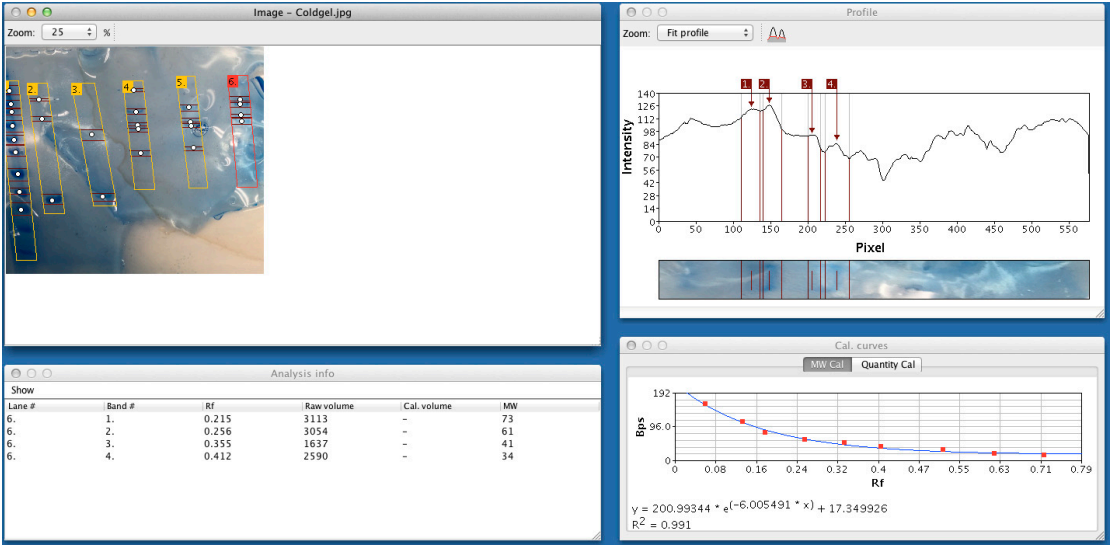 Image - Coldgel.jpg
Zoom: 25 %
1. 2. 3. 4. 5. 6.
Profile
Zoom: Fit profile
1. 2. 3. 4.
140
126
112
98
84
70
56
42
28
14
0
Intensity
0 50 100 150 200 250 300 350 400 450 500 550
Pixel
Analysis info
Show
Lane # Band # Rf Raw volume Cal. volume MW
6. 1. 0.215 3113 - 73
6. 2. 0.256 3054 - 61
6. 3. 0.355 1637 - 41
6. 4. 0.412 2590 - 34
Cal. curves
MW Cal Quantity Cal
192
96.0
0
Bps
0 0.08 0.16 0.24 0.32 0.4 0.47 0.55 0.63 0.71 0.79
Rf
y = 200.99344 * e(-6.005491 * x) + 17.349926
R2 = 0.991